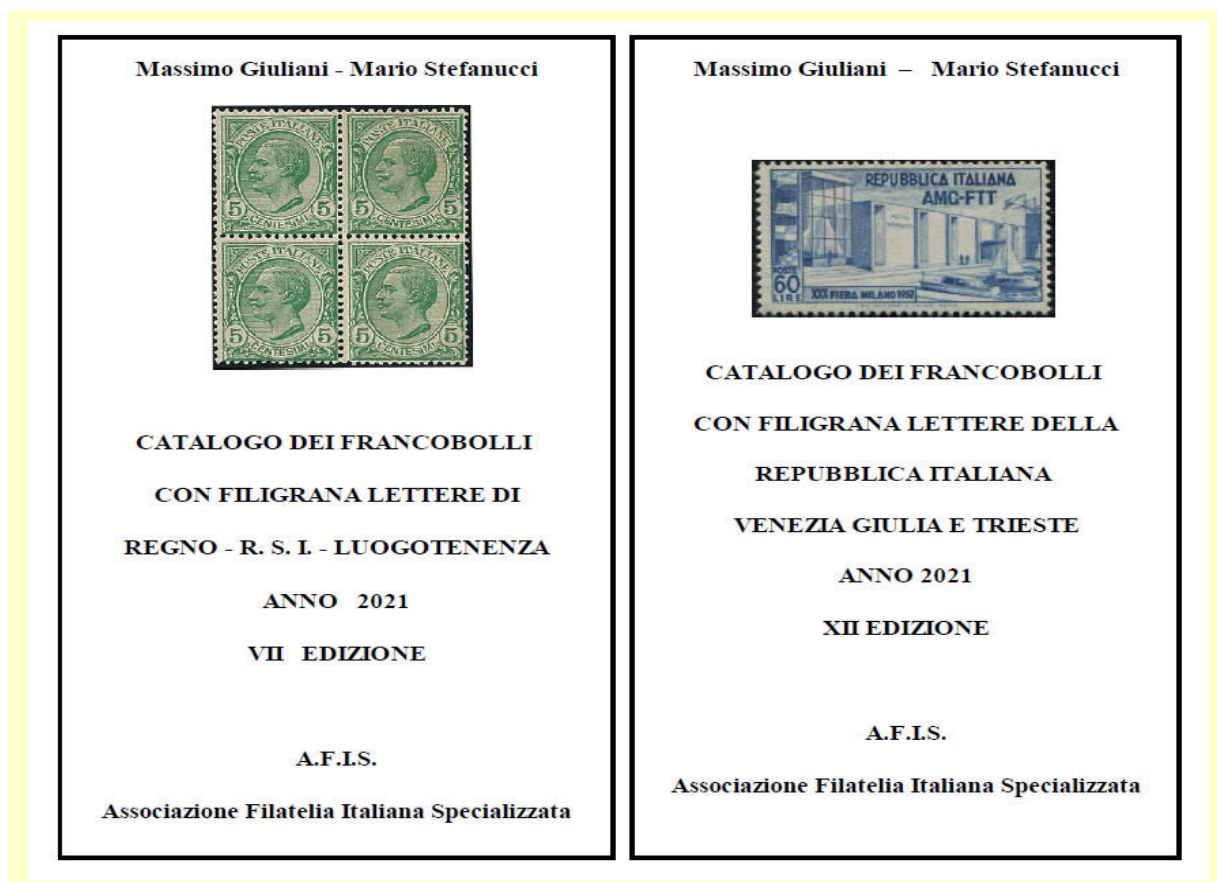 Massimo Giuliani - Mario Stefanucci
POSTE ITALIANE POSTE ITALIANE
5 5 5 5
CENTESIMI CENTESIMI
POSTE ITALIANE POSTE ITALIANE
5 5 5 5
CENTESIMI CENTESIMI
CATALOGO DEI FRANCOBOLLI
CON FILIGRANA LETTERE DI
REGNO - R. S. I. - LUOGOTENENZA
ANNO 2021
VII EDIZIONE
A.F.I.S.
Associazione Filatelia Italiana Specializzata
Massimo Giuliani – Mario Stefanucci
REPUBBLICA ITALIANA
AMG-FTT
POSTE
60
LIRE
XXX FIERA MILANO 1952
CATALOGO DEI FRANCOBOLLI
CON FILIGRANA LETTERE DELLA
REPUBBLICA ITALIANA
VENEZIA GIULIA E TRIESTE
ANNO 2021
XII EDIZIONE
A.F.I.S.
Associazione Filatelia Italiana Specializzata